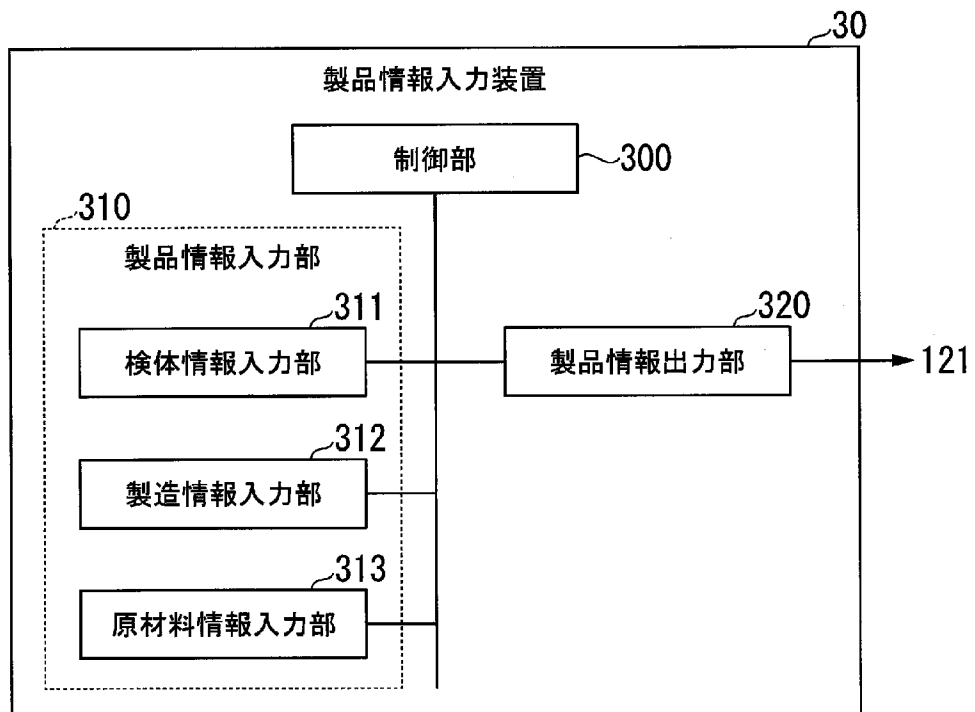 30
製品情報入力装置
制御部
300
310
製品情報入力部
311
検体情報入力部
320
製品情報出力部
121
312
製造情報入力部
313
原材料情報入力部